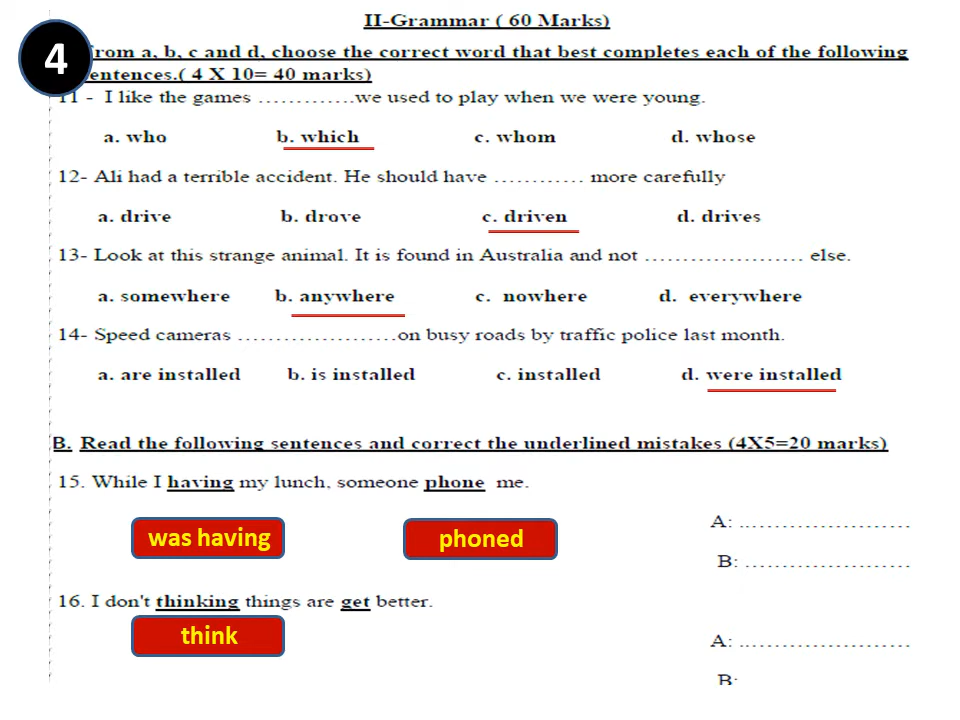 II-Grammar ( 60 Marks)
4
from a, b, c and d, choose the correct word that best completes each of the following
sentences.( 4 X 10= 40 marks)
11 - I like the games ………….we used to play when we were young.
a. who b. which c. whom d. whose
12- Ali had a terrible accident. He should have ………… more carefully
a. drive b. drove c. driven d. drives
13- Look at this strange animal. It is found in Australia and not ………………… else.
a. somewhere b. anywhere c. nowhere d. everywhere
14- Speed cameras …………………on busy roads by traffic police last month.
a. are installed b. is installed c. installed d. were installed
B. Read the following sentences and correct the underlined mistakes (4X5=20 marks)
15. While I having my lunch, someone phone me.
was having phoned
A: ……………………
B: ……………………
16. I don't thinking things are get better.
think
A: ……………………
B: